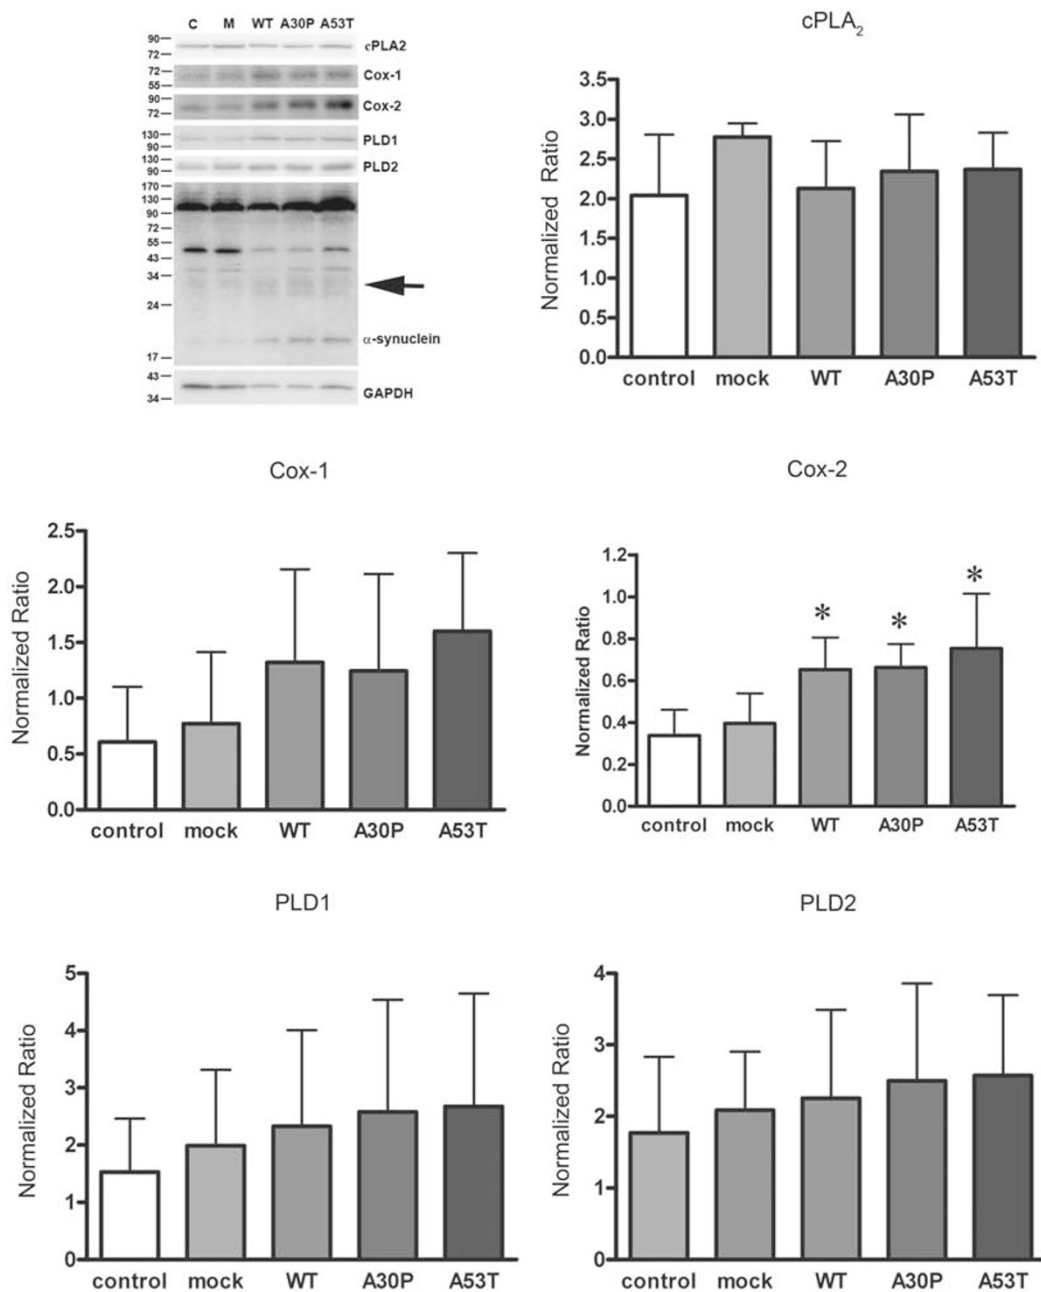 C M WT A30P A53T
90
72
cPLA2
72
55
Cox-1
90
72
Cox-2
130
90
PLD1
130
90
PLD2
170
130
90
72
55
43
34
24
17
α-synuclein
43
34
GAPDH
cPLA2
Normalized Ratio
3.5
3.0
2.5
2.0
1.5
1.0
0.5
0.0
control mock WT A30P A53T
Cox-1
Normalized Ratio
2.5
2.0
1.5
1.0
0.5
0.0
control mock WT A30P A53T
Cox-2
Normalized Ratio
1.2
1.0
0.8
0.6
0.4
0.2
0.0
* * *
control mock WT A30P A53T
PLD1
Normalized Ratio
5
4
3
2
1
0
control mock WT A30P A53T
PLD2
Normalized Ratio
4
3
2
1
0
control mock WT A30P A53T